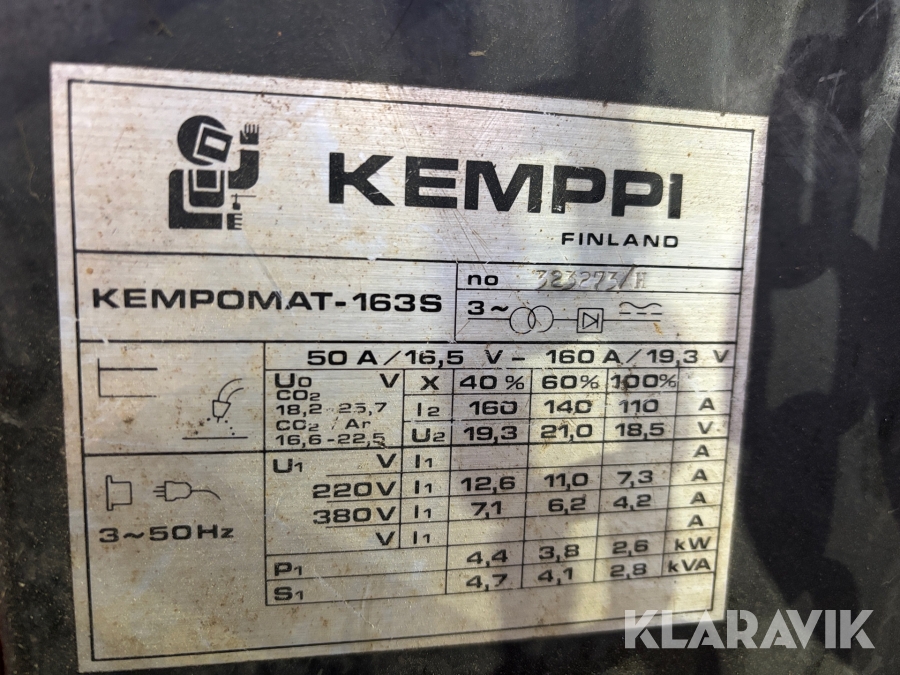 KEMPPI
FINLAND
KEMPOMAT-163S
no 323273/H
3~
50 A/16,5 V - 160 A/19,3 V
U0 V X 40% 60% 100%
CO2
18,2-25,7 I2 160 140 110 A
CO2 / Ar
16,6-22,5 U2 19,3 21,0 18,5 V
U1 V I1 A
220V I1 12,6 11,0 7,3 A
380V I1 7,1 6,2 4,2 A
V I1 A
3~50Hz
P1 4,4 3,8 2,6 kW
S1 4,7 4,1 2,8 kVA
KLARAVIK
KLARAVIK